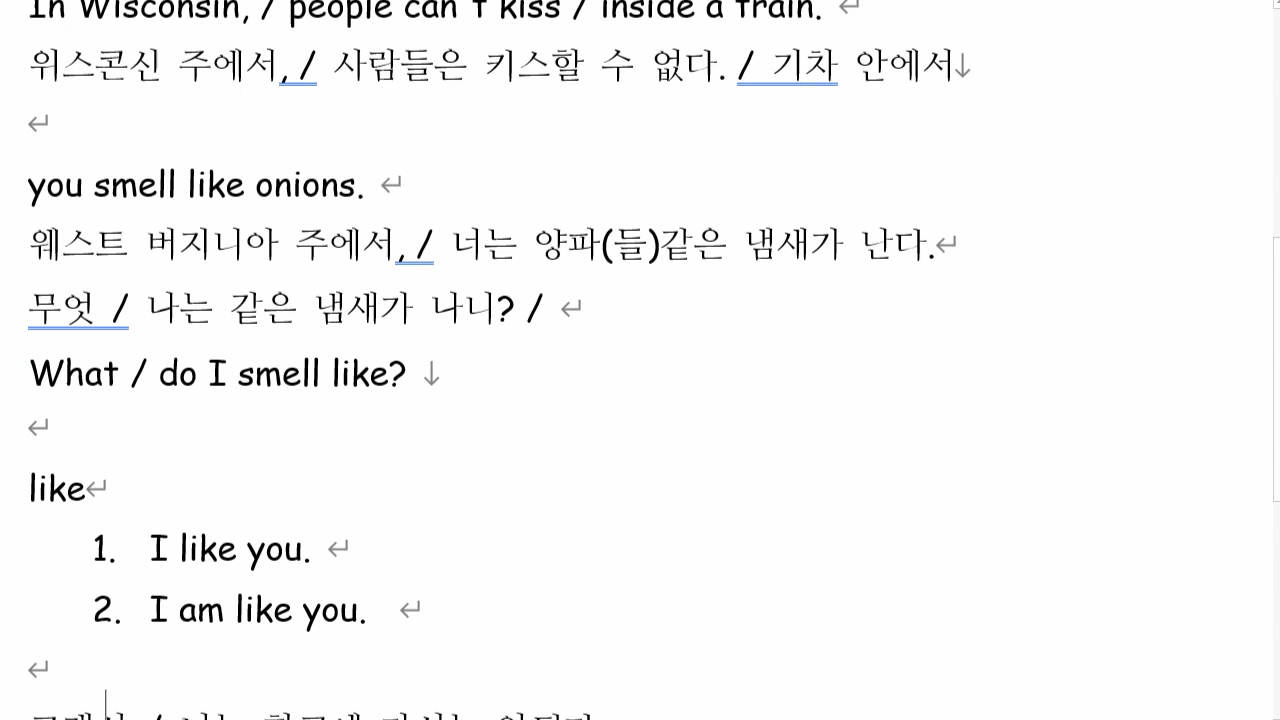 In Wisconsin, / people can't kiss / inside a train.
위스콘신 주에서, / 사람들은 키스할 수 없다. / 기차 안에서
you smell like onions.
웨스트 버지니아 주에서, / 너는 양파(들)같은 냄새가 난다.
무엇 / 나는 같은 냄새가 나니? /
What / do I smell like?
like
1. I like you.
2. I am like you.